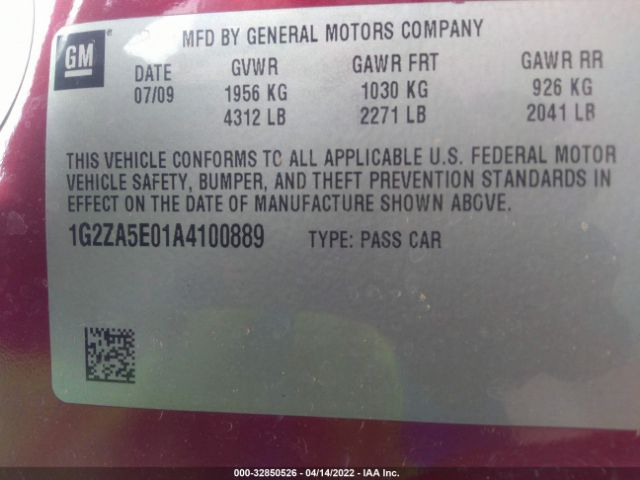 MFD BY GENERAL MOTORS COMPANY
GM
DATE GVWR GAWR FRT GAWR RR
07/09 1956 KG 1030 KG 926 KG
4312 LB 2271 LB 2041 LB
THIS VEHICLE CONFORMS TO ALL APPLICABLE U.S. FEDERAL MOTOR
VEHICLE SAFETY, BUMPER, AND THEFT PREVENTION STANDARDS IN
EFFECT ON THE DATE OF MANUFACTURE SHOWN ABOVE.
1G2ZA5E01A4100889 TYPE: PASS CAR
000-32850526 - 04/14/2022 - IAA Inc.